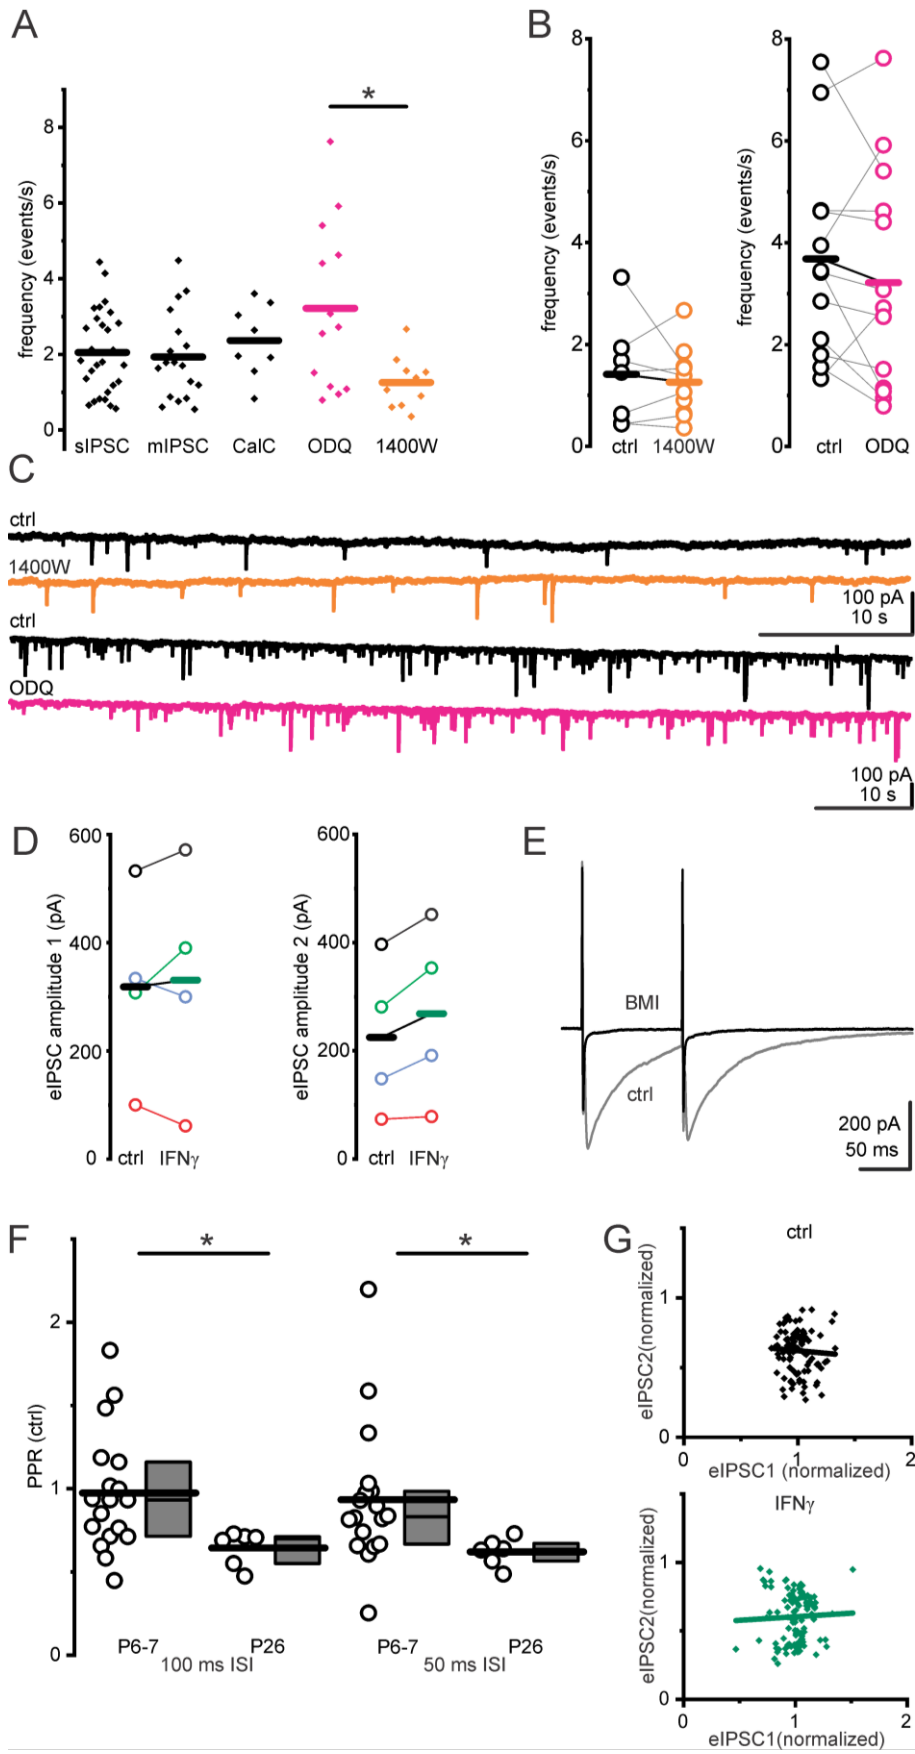 A
B
*
frequency (events/s)
8
6
4
2
0
sIPSC mIPSC CalC ODQ 1400W
frequency (events/s)
8
6
4
2
0
ctrl 1400W
frequency (events/s)
8
6
4
2
0
ctrl ODQ
C
ctrl
1400W
100 pA
10 s
ctrl
ODQ
100 pA
10 s
D
eIPSC amplitude 1 (pA)
600
400
200
0
ctrl IFNγ
eIPSC amplitude 2 (pA)
600
400
200
0
ctrl IFNγ
E
BMI
ctrl
200 pA
50 ms
F
* *
PPR (ctrl)
2
1
0
P6-7 P26 P6-7 P26
100 ms ISI 50 ms ISI
G
ctrl
eIPSC2(normalized)
1
0
0 1 2
eIPSC1 (normalized)
IFNγ
eIPSC2(normalized)
1
0
0 1 2
eIPSC1(normalized)